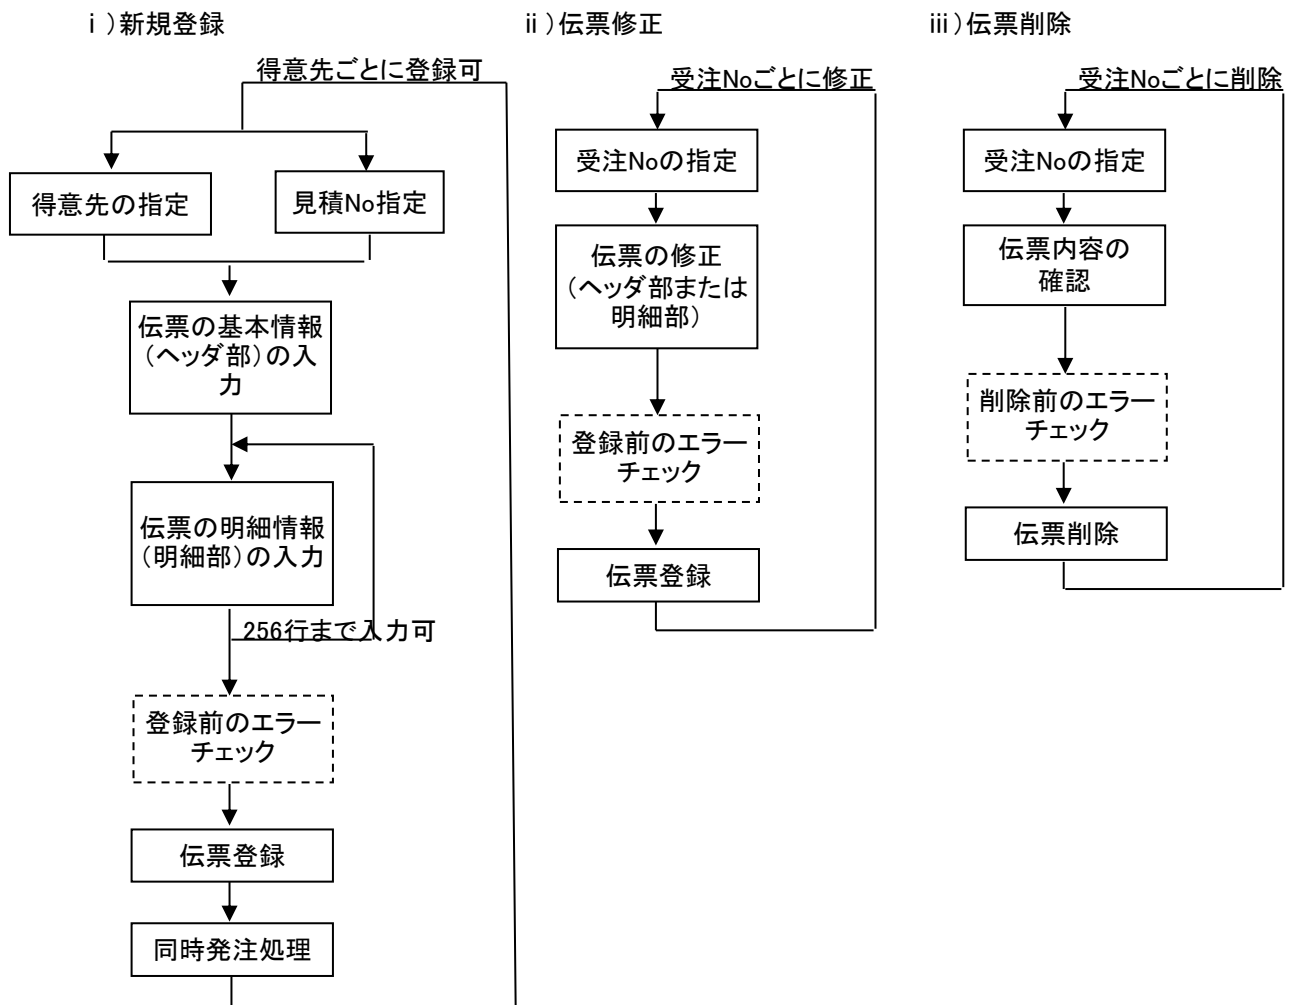 ⅰ)新規登録
得意先ごとに登録可
得意先の指定
見積No指定
伝票の基本情報
(ヘッダ部)の入
力
伝票の明細情報
(明細部)の入力
256行まで入力可
登録前のエラー
チェック
伝票登録
同時発注処理
ⅱ)伝票修正
受注Noごとに修正
受注Noの指定
伝票の修正
(ヘッダ部または
明細部)
登録前のエラー
チェック
伝票登録
ⅲ)伝票削除
受注Noごとに削除
受注Noの指定
伝票内容の
確認
削除前のエラー
チェック
伝票削除